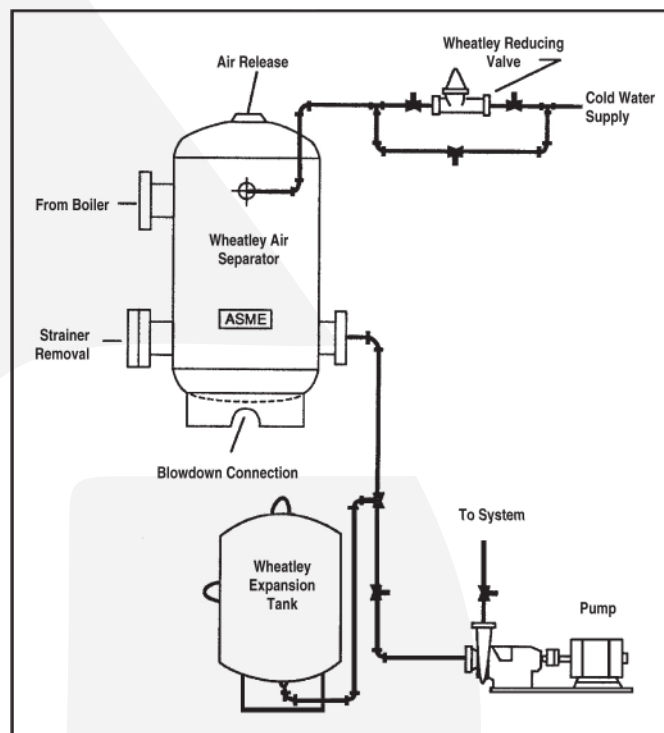 Air Release
Wheatley Reducing
Valve
Cold Water
Supply
From Boiler
Wheatley Air
Separator
ASME
Strainer
Removal
Blowdown Connection
To System
Wheatley
Expansion
Tank
Pump